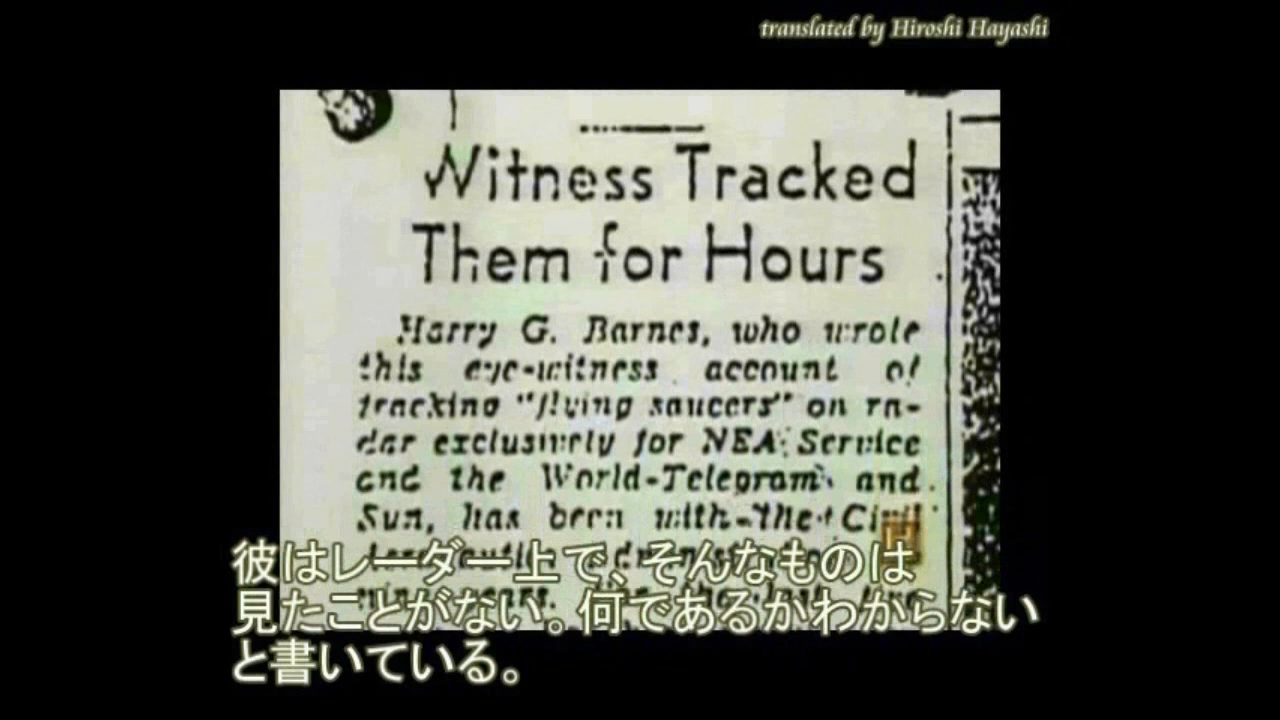 translated by Hiroshi Hayashi
Witness Tracked
Them for Hours
Harry G. Barnes, who wrote
this eye-witness account of
tracking "flying saucers" on ra-
dar exclusively for NEA Service
and the World-Telegram and
Sun, has been with the Civil
彼はレーダー上で、そんなものは
見たことがない。何であるかわからない
と書いている。